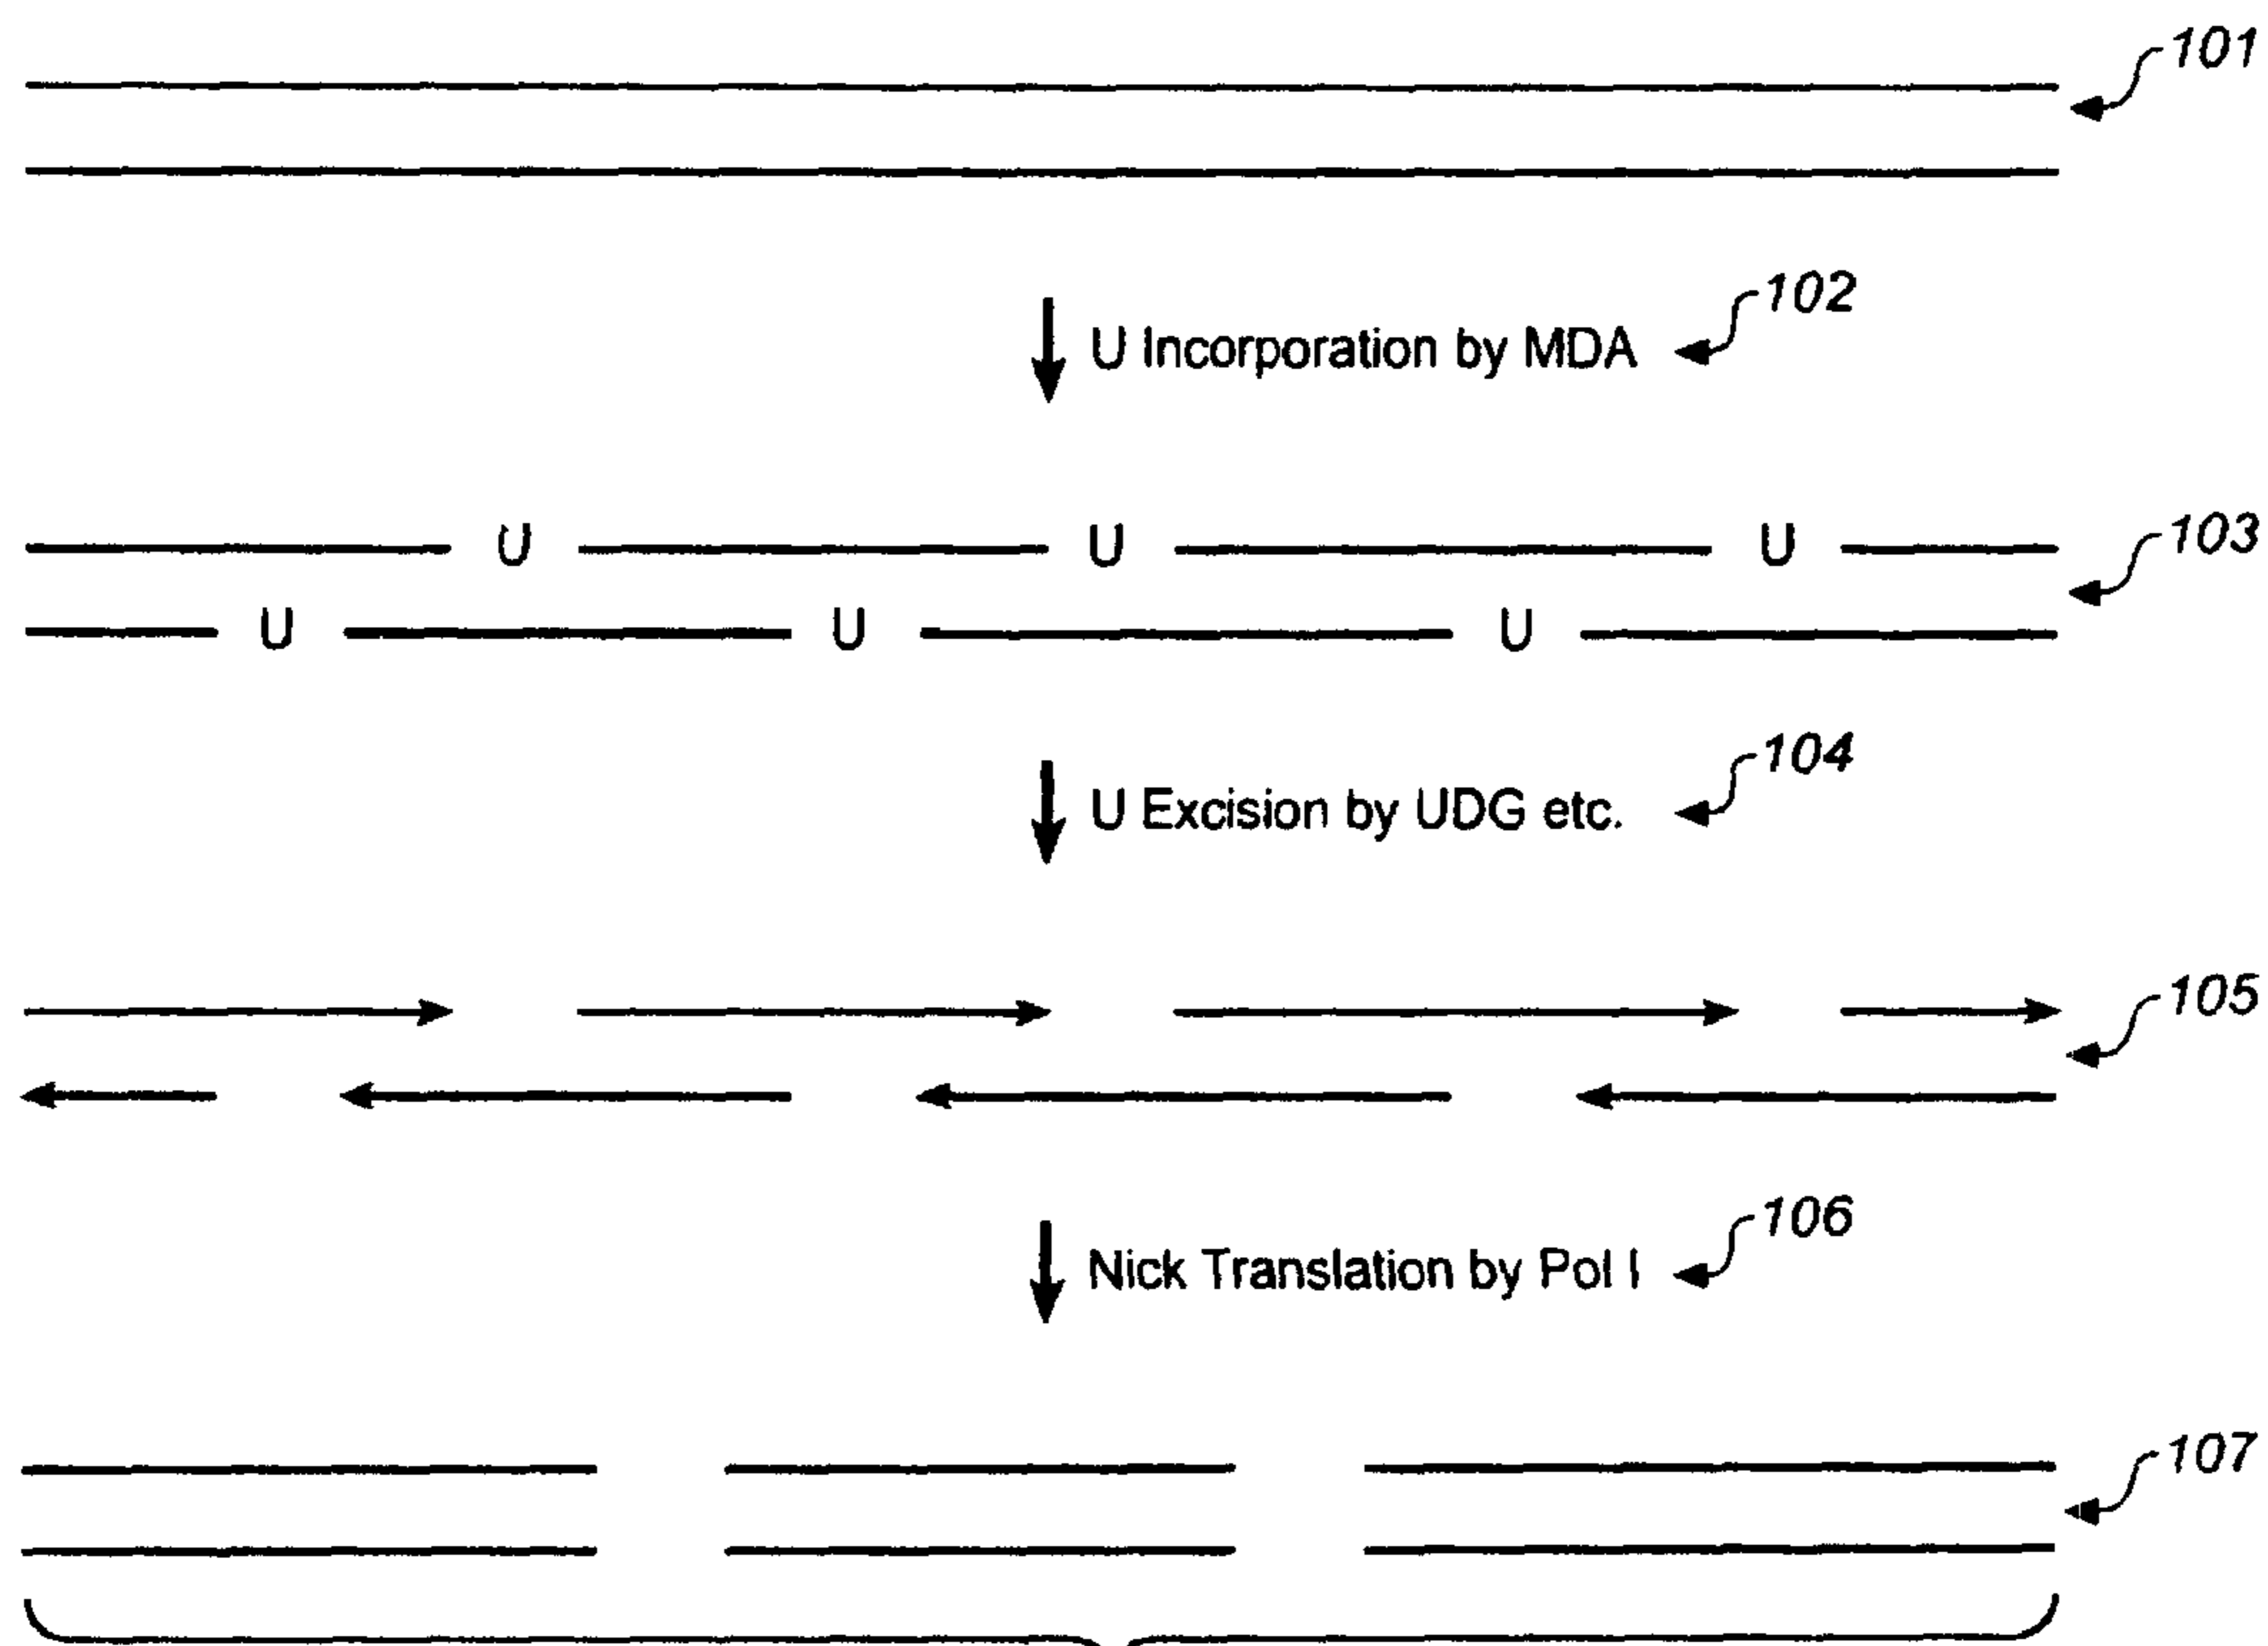 101
102
U Incorporation by MDA
U U U
103
U U U
104
U Excision by UDG etc.
105
106
Nick Translation by Pol I
107